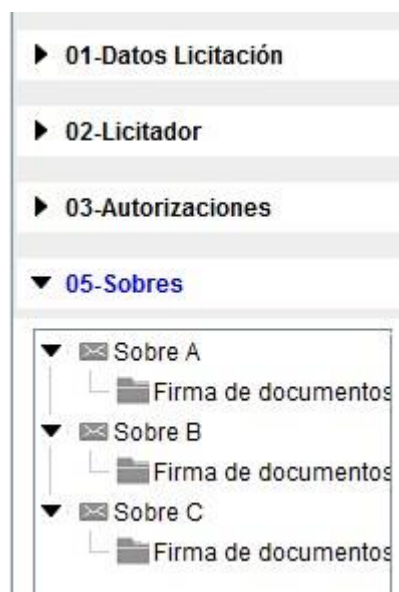 01-Datos Licitación
02-Licitador
03-Autorizaciones
05-Sobres
Sobre A
Firma de documentos
Sobre B
Firma de documentos
Sobre C
Firma de documentos